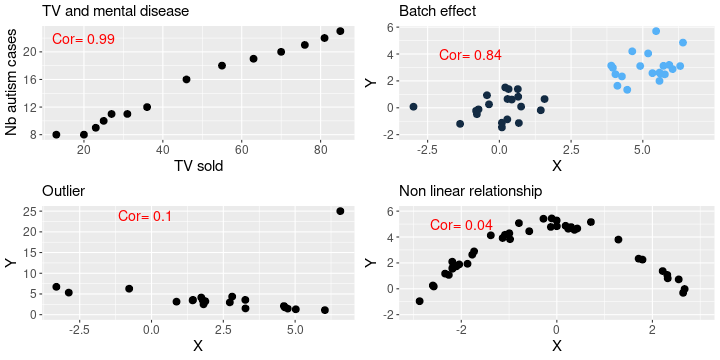 TV and mental disease
Cor= 0.99
Nb autism cases
20
16
12
8
20
40
60
80
TV sold
Batch effect
Cor= 0.84
Y
6
4
2
0
-2
-2.5
0.0
2.5
5.0
X
Outlier
Cor= 0.1
Y
25
20
15
10
5
0
-2.5
0.0
2.5
5.0
X
Non linear relationship
Cor= 0.04
Y
6
4
2
0
-2
-2
0
2
X